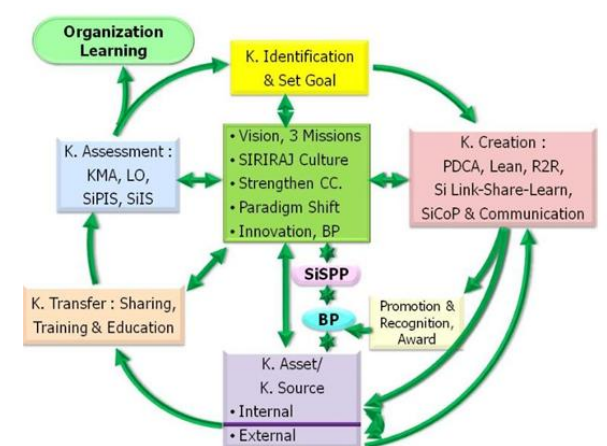 Organization
Learning
K. Identification
& Set Goal
K. Assessment :
KMA, LO,
SiPIS, SiIS
• Vision, 3 Missions
• SIRIRAJ Culture
• Strengthen CC.
• Paradigm Shift
• Innovation, BP
K. Creation :
PDCA, Lean, R2R,
Si Link-Share-Learn,
SiCoP & Communication
SiSPP
K. Transfer : Sharing,
Training & Education
BP
Promotion &
Recognition,
Award
K. Asset/
K. Source
• Internal
• External